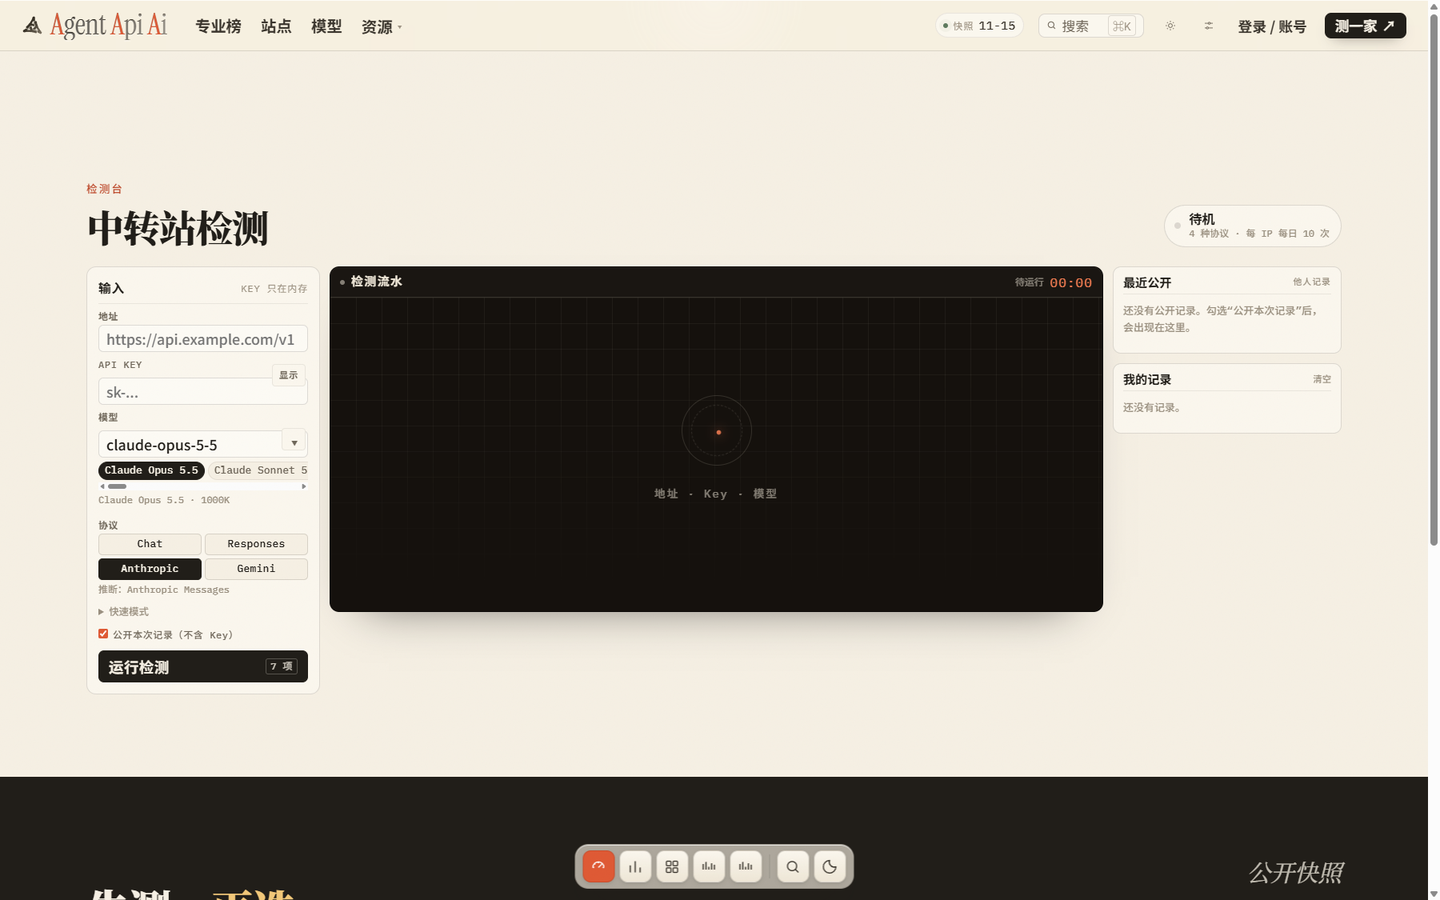 Agent Api Ai
专业榜
站点
模型
资源
快照 11-15
搜索 ⌘K
登录 / 账号
测一家 ↗
检测台
中转站检测
待机
4 种协议 · 每 IP 每日 10 次
输入
KEY 只在内存
地址
https://api.example.com/v1
API KEY
显示
sk-...
模型
claude-opus-5-5
Claude Opus 5.5
Claude Sonnet 5
Claude Opus 5.5 · 1000K
协议
Chat
Responses
Anthropic
Gemini
推断: Anthropic Messages
快速模式
公开本次记录（不含 Key）
运行检测
7 项
检测流水
待运行 00:00
地址 · Key · 模型
最近公开
他人记录
还没有公开记录。勾选“公开本次记录”后，
会出现在这里。
我的记录
清空
还没有记录。
公开快照